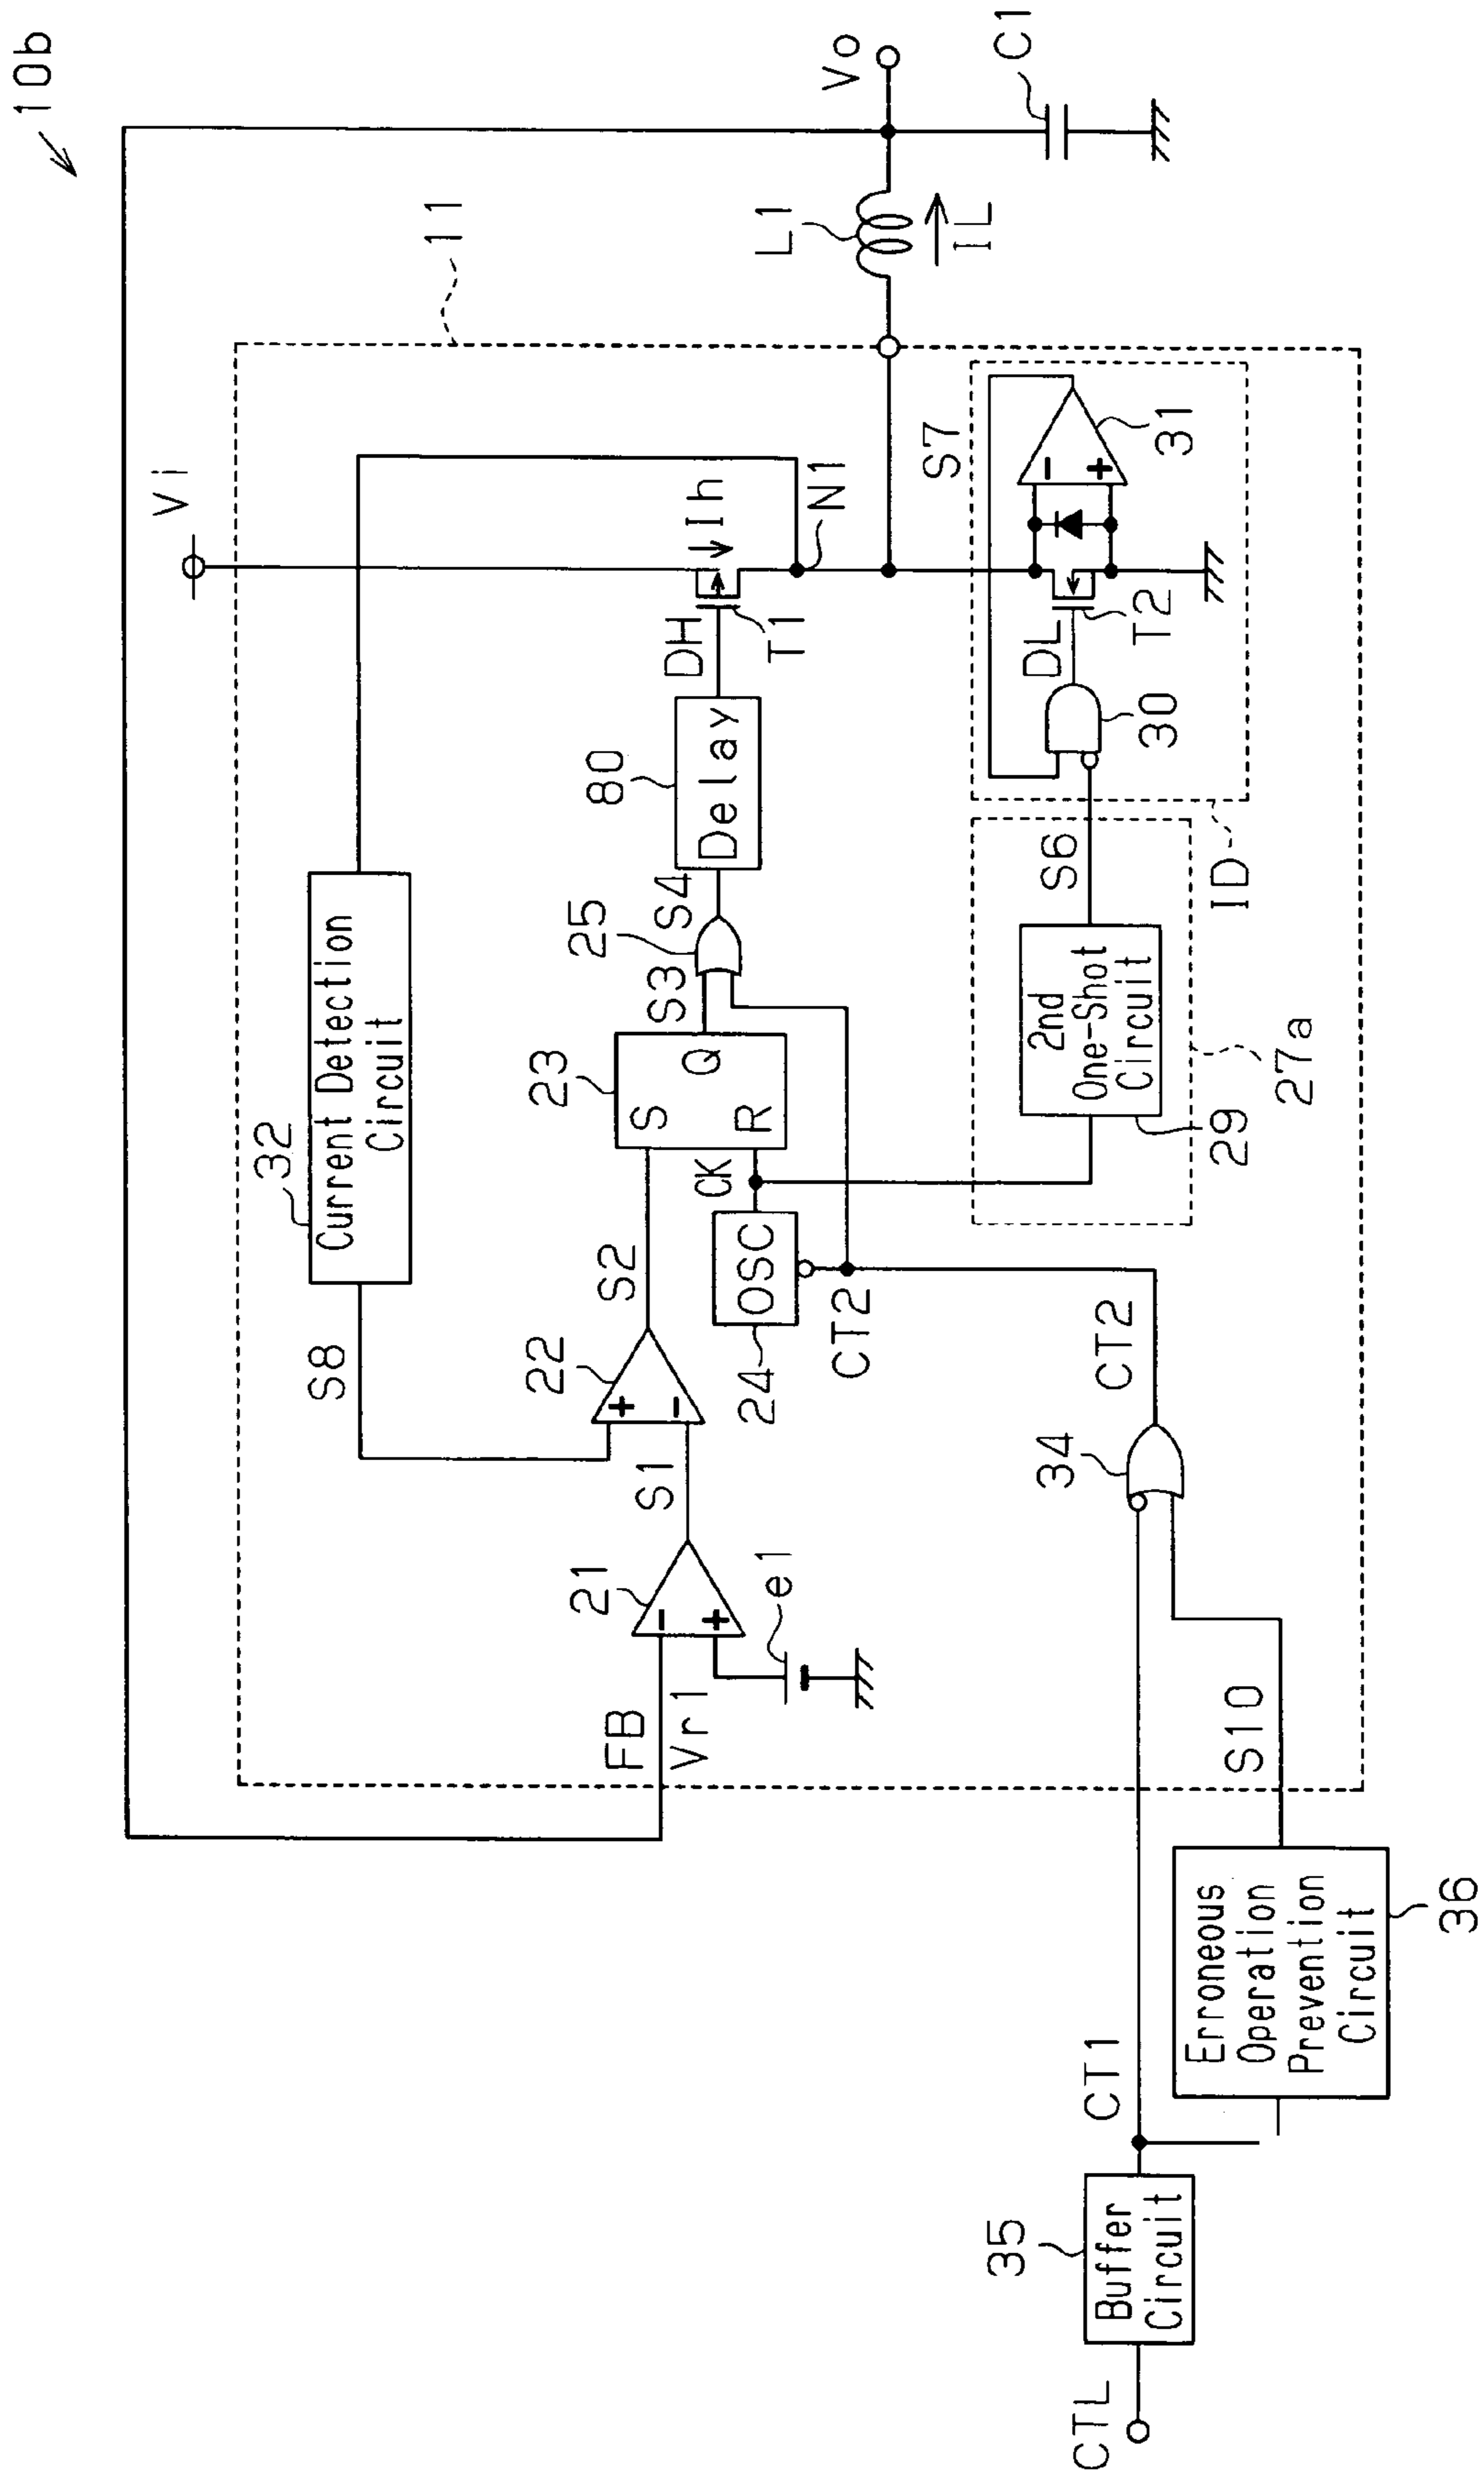 10b
11
Vi
32
Current Detection
Circuit
S8
Ih
N1
T1
DH
80
Delay
S4
25
S3
23
S
Q
R
CK
S2
22
+
-
S1
21
-
+
e1
FB
Vr1
OSC
24
CT2
Vo
C1
L1
IL
S7
31
-
+
T2
DL
30
ID
S6
2nd
One-Shot
Circuit
29
27a
CT2
34
S10
CT1
Erroneous
Operation
Prevention
Circuit
36
35
Buffer
Circuit
CTL